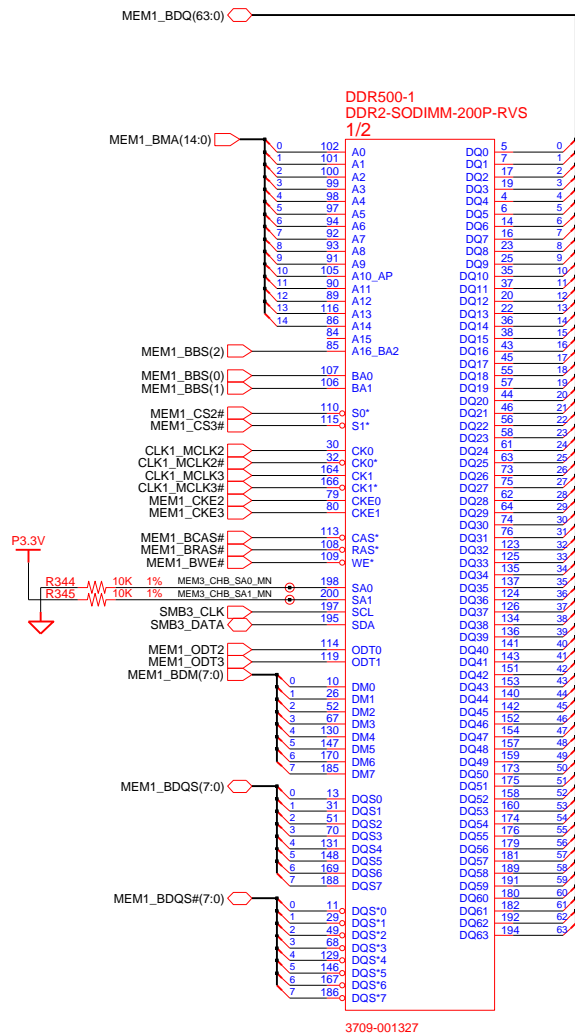 MEM1_BDQ(63:0)
DDR500-1
DDR2-SODIMM-200P-RVS
1/2
MEM1_BMA(14:0)
0 102 A0
1 101 A1
2 100 A2
3 99 A3
4 98 A4
5 97 A5
6 94 A6
7 92 A7
8 93 A8
9 91 A9
10 105 A10_AP
11 90 A11
12 89 A12
13 116 A13
14 86 A14
84 A15
MEM1_BBS(2) 85 A16_BA2
MEM1_BBS(0) 107 BA0
MEM1_BBS(1) 106 BA1
MEM1_CS2# 110 S0*
MEM1_CS3# 115 S1*
CLK1_MCLK2 30 CK0
CLK1_MCLK2# 32 CK0*
CLK1_MCLK3 164 CK1
CLK1_MCLK3# 166 CK1*
MEM1_CKE2 79 CKE0
MEM1_CKE3 80 CKE1
MEM1_BCAS# 113 CAS*
MEM1_BRAS# 108 RAS*
MEM1_BWE# 109 WE*
P3.3V
R344 10K 1% MEM3_CHB_SA0_MN 198 SA0
R345 10K 1% MEM3_CHB_SA1_MN 200 SA1
SMB3_CLK 197 SCL
SMB3_DATA 195 SDA
MEM1_ODT2 114 ODT0
MEM1_ODT3 119 ODT1
MEM1_BDM(7:0)
0 10 DM0
1 26 DM1
2 52 DM2
3 67 DM3
4 130 DM4
5 147 DM5
6 170 DM6
7 185 DM7
MEM1_BDQS(7:0)
0 13 DQS0
1 31 DQS1
2 51 DQS2
3 70 DQS3
4 131 DQS4
5 148 DQS5
6 169 DQS6
7 188 DQS7
MEM1_BDQS#(7:0)
0 11 DQS*0
1 29 DQS*1
2 49 DQS*2
3 68 DQS*3
4 129 DQS*4
5 146 DQS*5
6 167 DQS*6
7 186 DQS*7
DQ0 5 0
DQ1 7 1
DQ2 17 2
DQ3 19 3
DQ4 4 4
DQ5 6 5
DQ6 14 6
DQ7 16 7
DQ8 23 8
DQ9 25 9
DQ10 35 10
DQ11 37 11
DQ12 20 12
DQ13 22 13
DQ14 36 14
DQ15 38 15
DQ16 43 16
DQ17 45 17
DQ18 55 18
DQ19 57 19
DQ20 44 20
DQ21 46 21
DQ22 56 22
DQ23 58 23
DQ24 61 24
DQ25 63 25
DQ26 73 26
DQ27 75 27
DQ28 62 28
DQ29 64 29
DQ30 74 30
DQ31 76 31
DQ32 123 32
DQ33 125 33
DQ34 135 34
DQ35 137 35
DQ36 124 36
DQ37 126 37
DQ38 134 38
DQ39 136 39
DQ40 141 40
DQ41 143 41
DQ42 151 42
DQ43 153 43
DQ44 140 44
DQ45 142 45
DQ46 152 46
DQ47 154 47
DQ48 157 48
DQ49 159 49
DQ50 173 50
DQ51 175 51
DQ52 158 52
DQ53 160 53
DQ54 174 54
DQ55 176 55
DQ56 179 56
DQ57 181 57
DQ58 189 58
DQ59 191 59
DQ60 180 60
DQ61 182 61
DQ62 192 62
DQ63 194 63
3709-001327